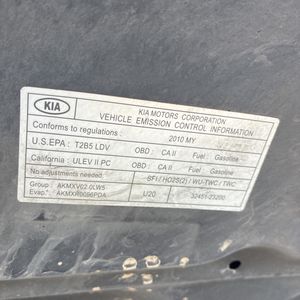 KIA
KIA MOTORS CORPORATION
VEHICLE EMISSION CONTROL INFORMATION
Conforms to regulations : 2010 MY
U.S.EPA : T2B5 LDV OBD : CA II Fuel : Gasoline
California : ULEV II PC OBD : CA II Fuel : Gasoline
No adjustments needed. SFI / HO2S(2) / WU-TWC / TWC
Group : AKMXV02.0LW5 U20 32451-23200
Evap. : AKMXR0096PDA